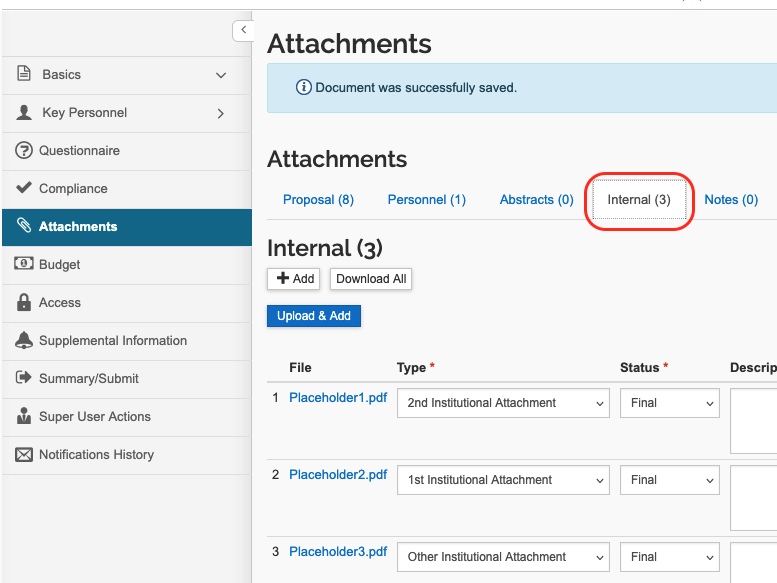 Attachments
Document was successfully saved.
Basics
Key Personnel
Questionnaire
Compliance
Attachments
Budget
Access
Supplemental Information
Summary/Submit
Super User Actions
Notifications History
Attachments
Proposal (8) Personnel (1) Abstracts (0) Internal (3) Notes (0)
Internal (3)
Add Download All
Upload & Add
File Type * Status * Descrip
1 Placeholder1.pdf 2nd Institutional Attachment Final
2 Placeholder2.pdf 1st Institutional Attachment Final
3 Placeholder3.pdf Other Institutional Attachment Final